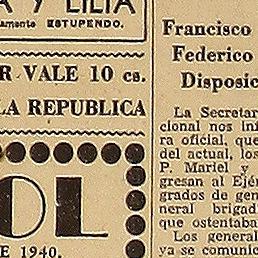 Y LILIA
amente ESTUPENDO.
R VALE 10 cs.
LA REPUBLICA
OL
E 1940.
Francisco
Federico
Disposic
La Secretar
cional nos inf
ra oficial, que
del actual, los
P. Mariel y
gresan al Ejér
grados de gen
neral brigad
que ostentaba
Los general
ya se comunic